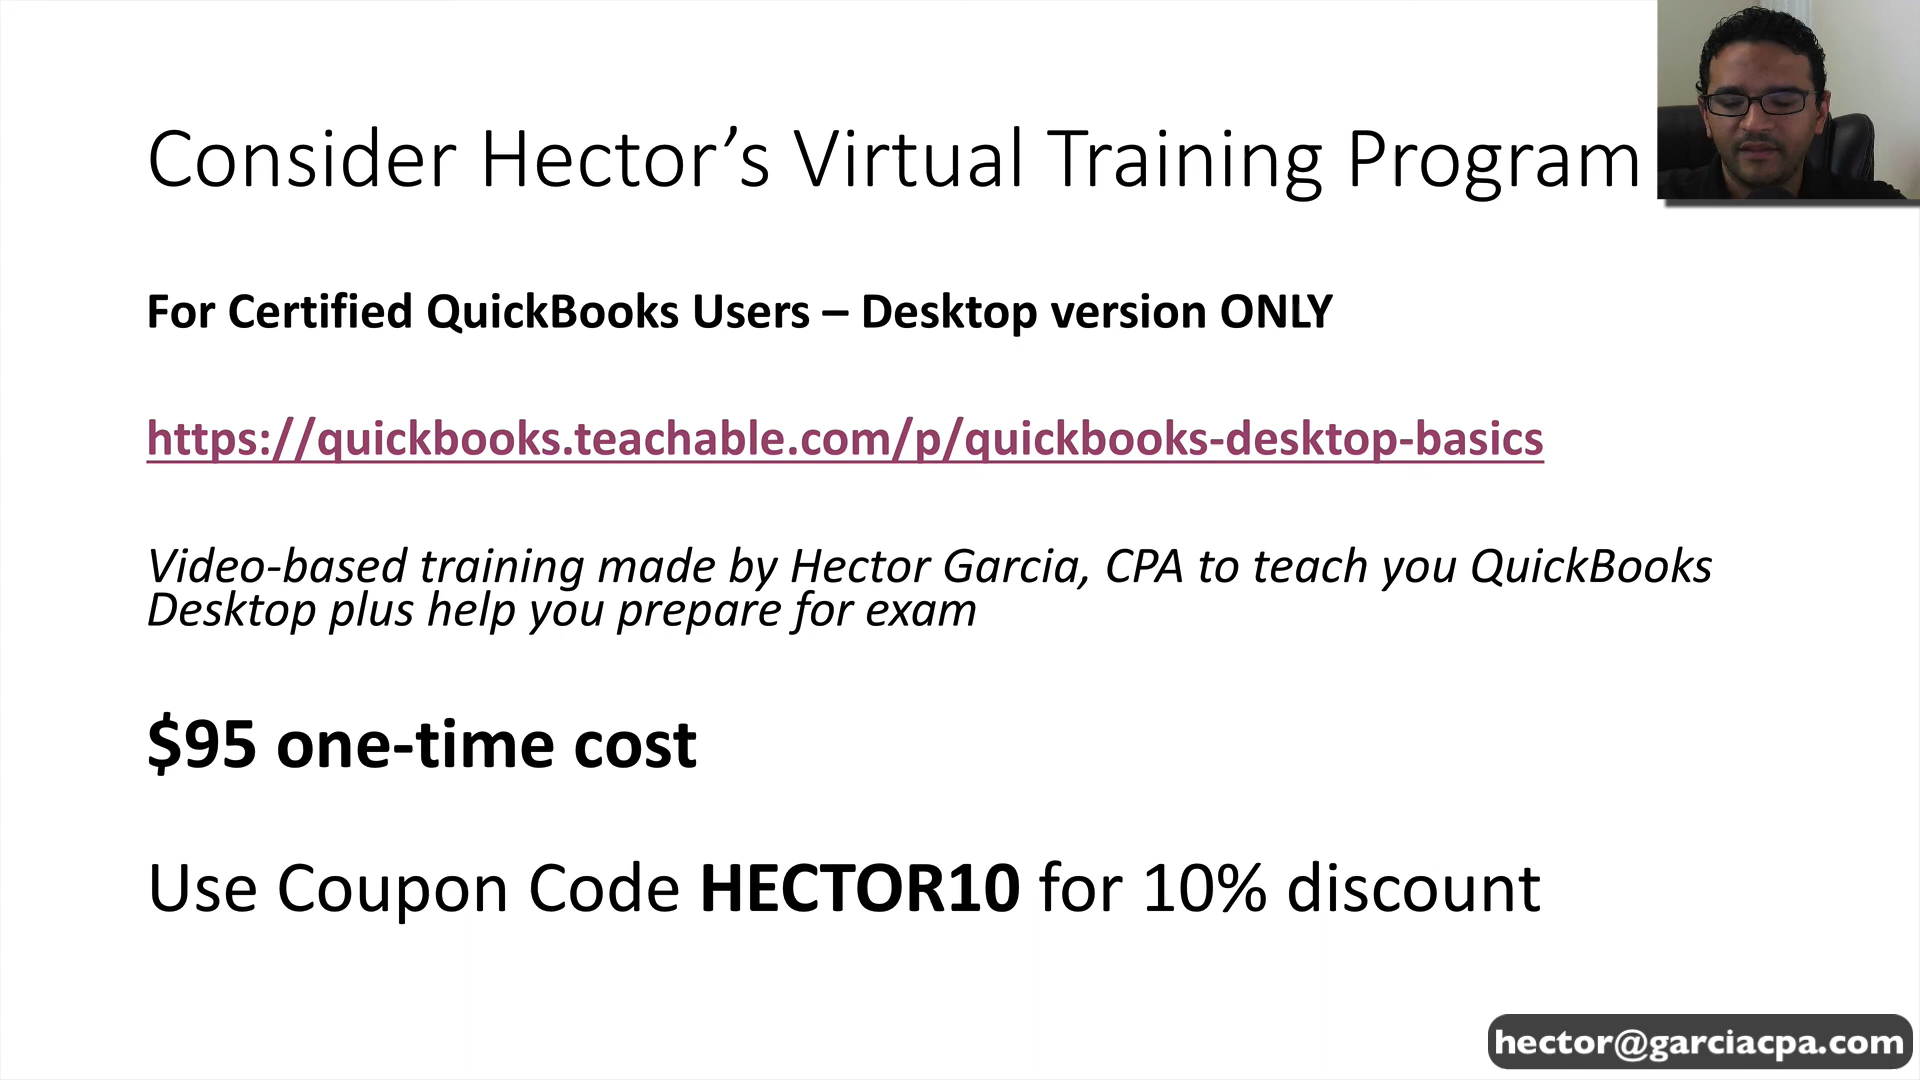 Consider Hector’s Virtual Training Program
For Certified QuickBooks Users – Desktop version ONLY
https://quickbooks.teachable.com/p/quickbooks-desktop-basics
Video-based training made by Hector Garcia, CPA to teach you QuickBooks
Desktop plus help you prepare for exam
$95 one-time cost
Use Coupon Code HECTOR10 for 10% discount
hector@garciacpa.com